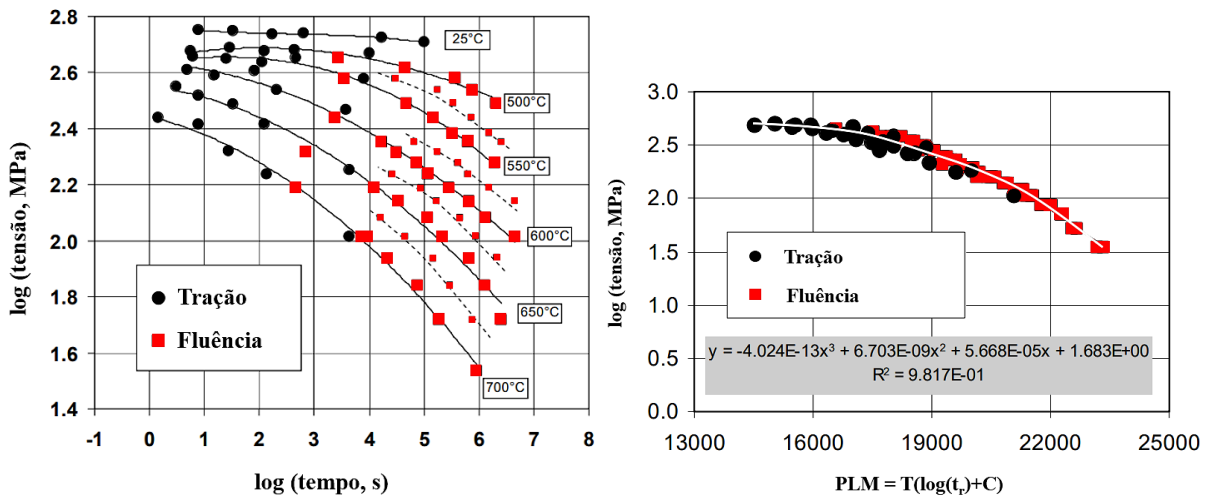 2.8
2.6
2.4
2.2
2.0
1.8
1.6
1.4
-1 0 1 2 3 4 5 6 7 8
log (tensão, MPa)
log (tempo, s)
25°C
500°C
550°C
600°C
650°C
700°C
Tração
Fluência
3.0
2.5
2.0
1.5
1.0
0.5
0.0
13000 16000 19000 22000 25000
log (tensão, MPa)
Tração
Fluência
y = -4.024E-13x³ + 6.703E-09x² + 5.668E-05x + 1.683E+00
R² = 9.817E-01
PLM = T(log(tᵣ)+C)